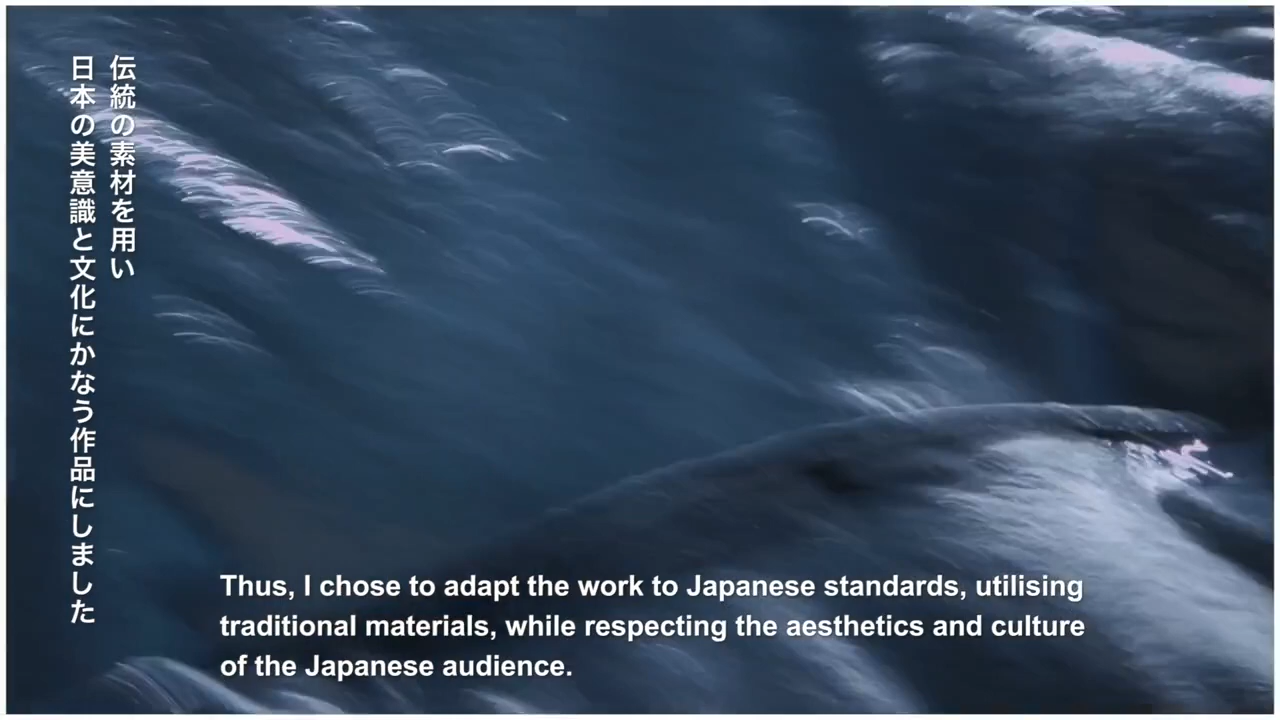 伝統の素材を用い
日本の美意識と文化にかなう作品にしました
Thus, I chose to adapt the work to Japanese standards, utilising
traditional materials, while respecting the aesthetics and culture
of the Japanese audience.